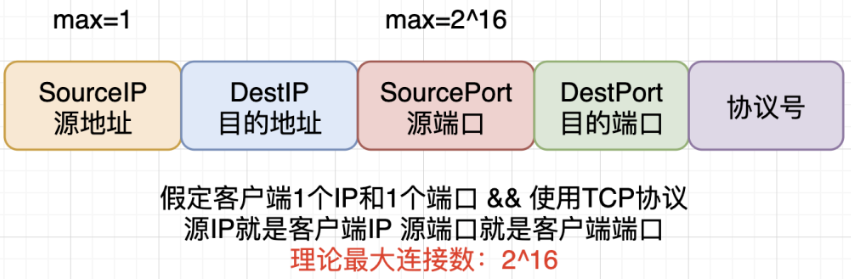 max=1
max=2^16
SourceIP
源地址
DestIP
目的地址
SourcePort
源端口
DestPort
目的端口
协议号
假定客户端1个IP和1个端口 && 使用TCP协议
源IP就是客户端IP 源端口就是客户端端口
理论最大连接数：2^16